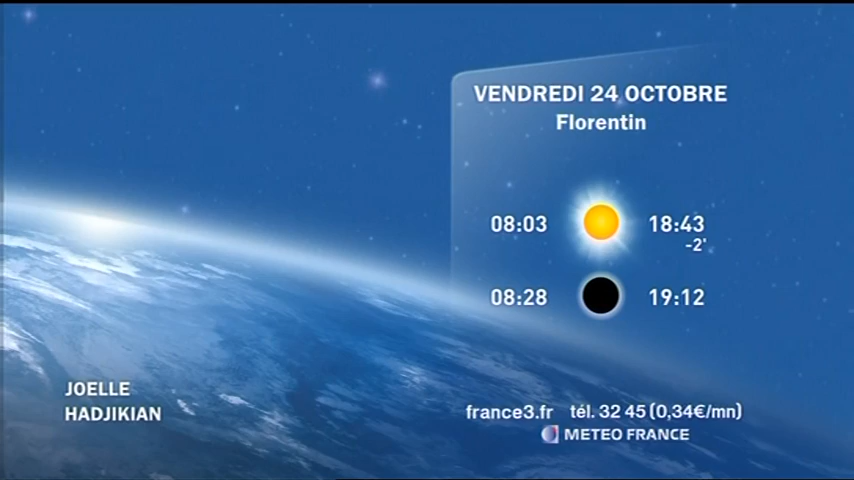 VENDREDI 24 OCTOBRE
Florentin
08:03 18:43
-2'
08:28 19:12
JOELLE
HADJIKIAN
france3.fr tél. 32 45 (0,34€/mn)
METEO FRANCE